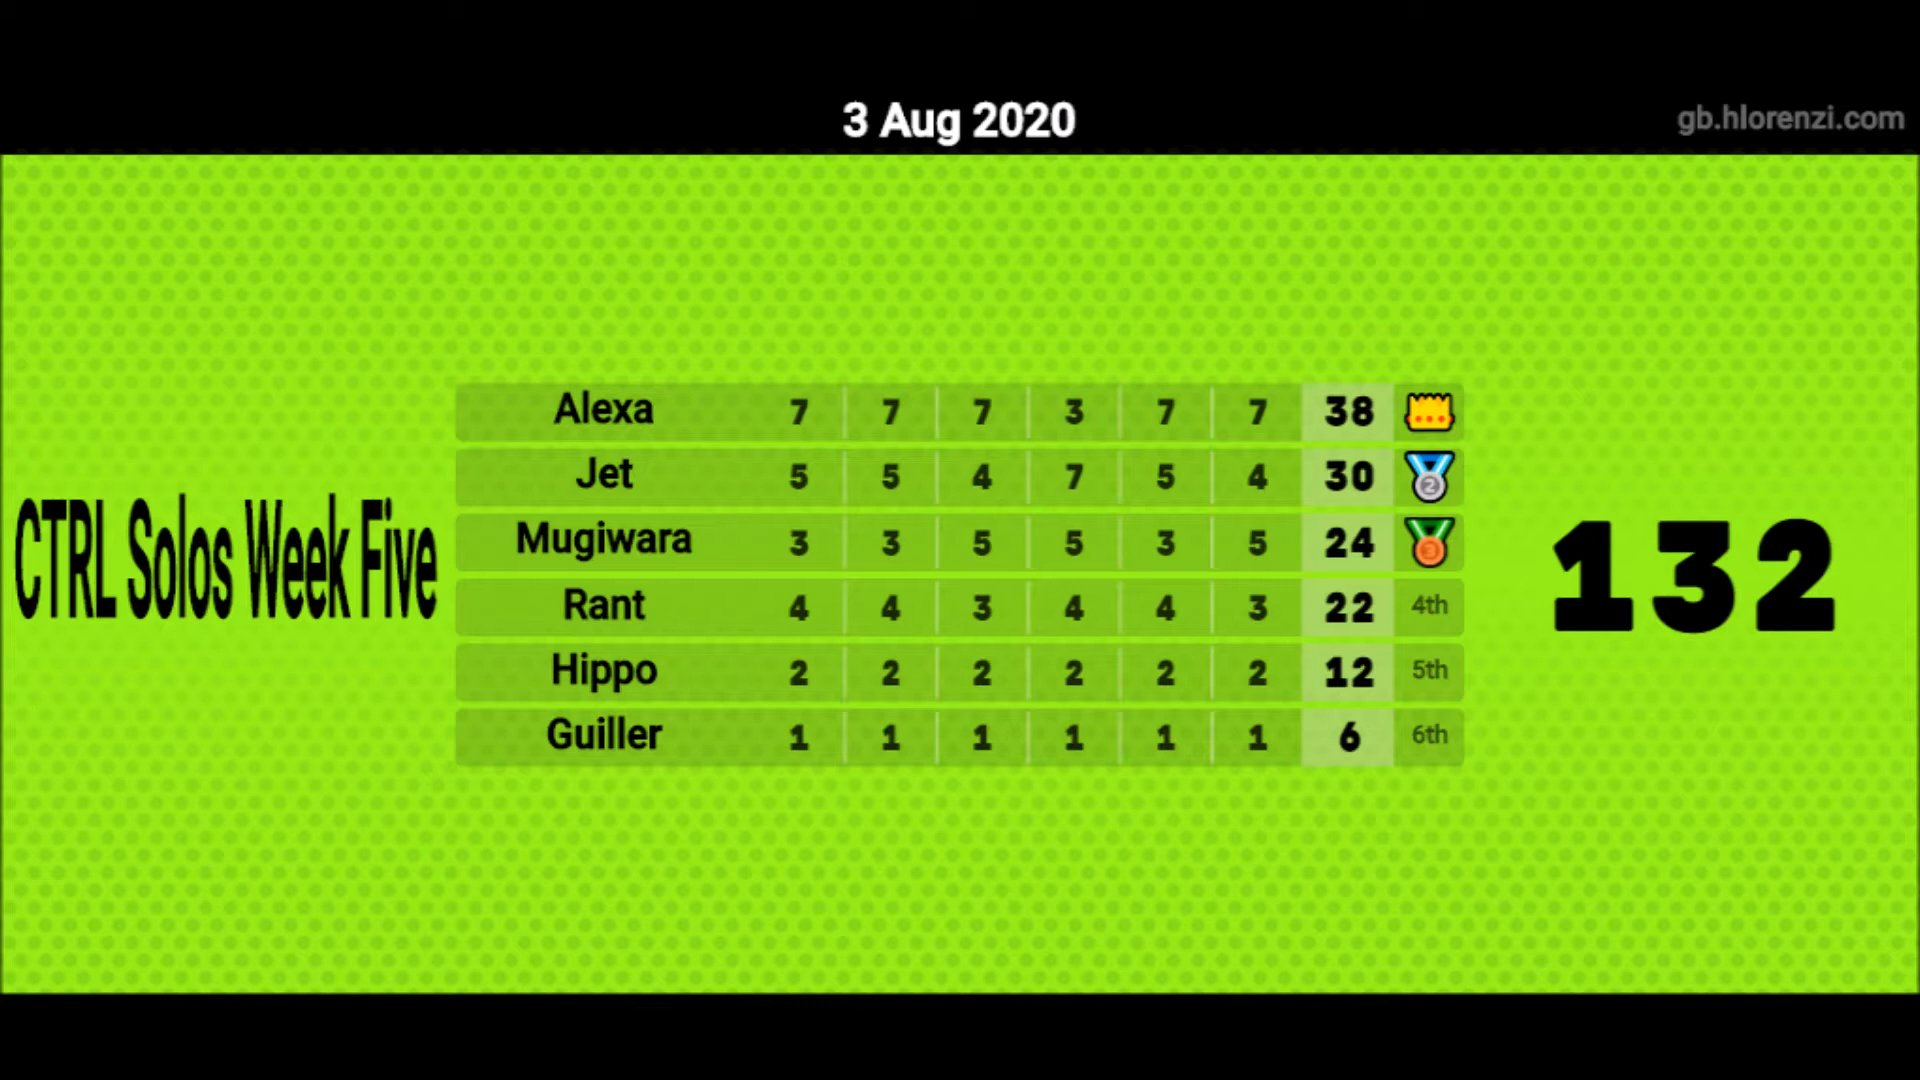 3 Aug 2020
gb.hlorenzi.com
CTRL Solos Week Five
Alexa 7 7 7 3 7 7 38
Jet 5 5 4 7 5 4 30 2
Mugiwara 3 3 5 5 3 5 24 3
Rant 4 4 3 4 4 3 22 4th
Hippo 2 2 2 2 2 2 12 5th
Guiller 1 1 1 1 1 1 6 6th
132